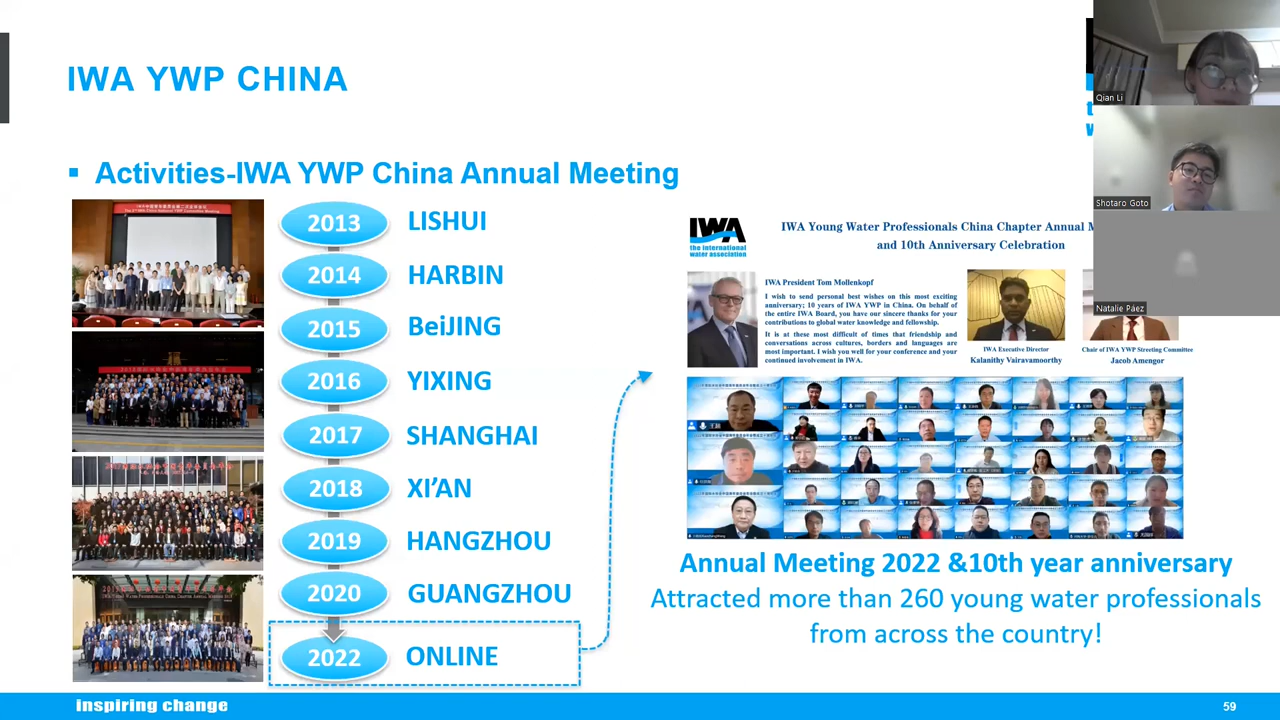 IWA YWP CHINA
Qian Li
Shotaro Goto
Natalie Páez
▪ Activities-IWA YWP China Annual Meeting
2013 LISHUI
2014 HARBIN
2015 BeiJING
2016 YIXING
2017 SHANGHAI
2018 XI’AN
2019 HANGZHOU
2020 GUANGZHOU
2022 ONLINE
IWA
the international
water association
IWA Young Water Professionals China Chapter Annual M
and 10th Anniversary Celebration
IWA President Tom Mollenkopf
I wish to send personal best wishes on this most exciting
anniversary; 10 years of IWA YWP in China. On behalf of
the entire IWA Board, you have our sincere thanks for your
contributions to global water knowledge and fellowship.
It is at these most difficult of times that friendship and
conversations across cultures, borders and languages are
most important. I wish you well for your conference and your
continued involvement in IWA.
IWA Executive Director
Kalanithy Vairavamoorthy
Chair of IWA YWP Streeting Committee
Jacob Amengor
Annual Meeting 2022 &10th year anniversary
Attracted more than 260 young water professionals
from across the country!
inspiring change
59